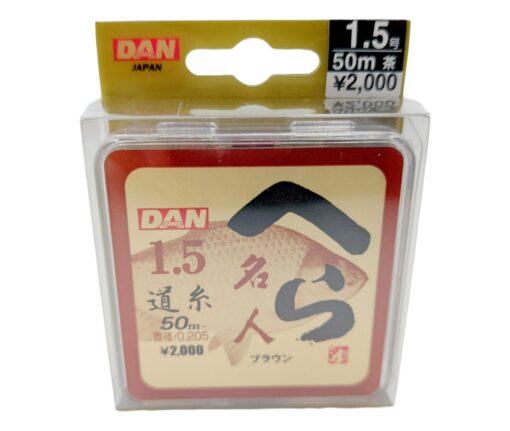 DAN
JAPAN
1.5号
50m 茶
¥2,000
DAN
1.5
道糸
50m
直径/0.205
¥2,000
へら
名人
ブラウン